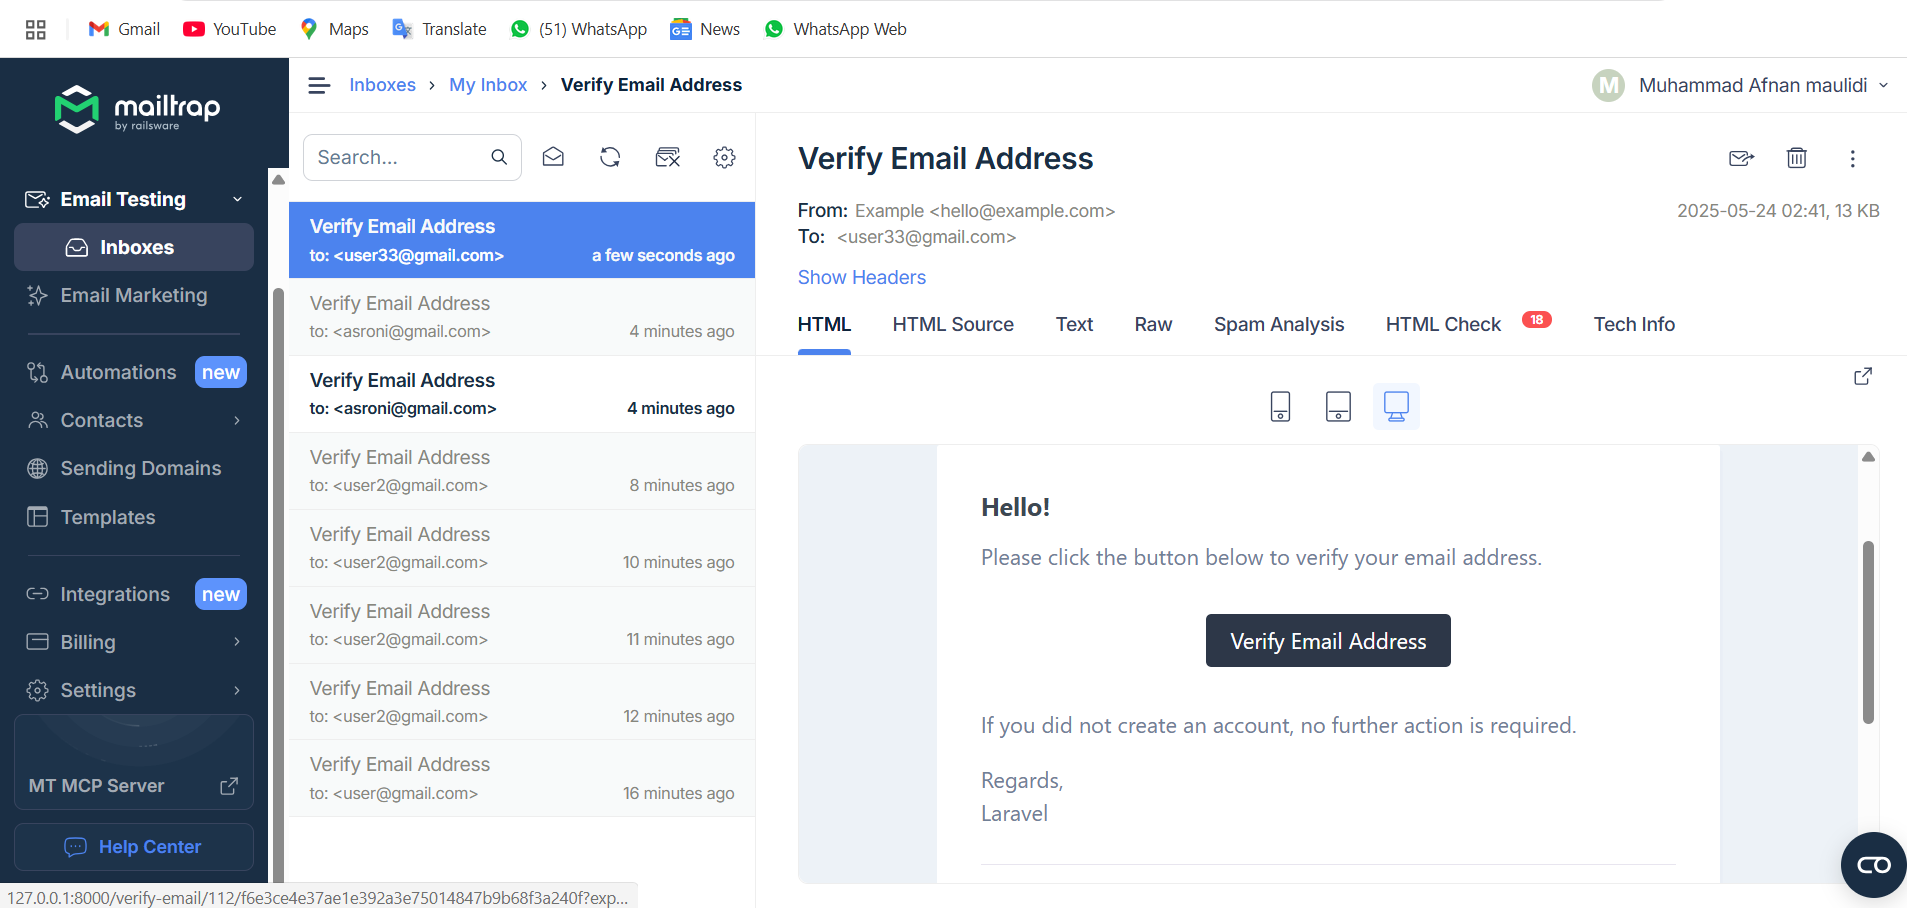 Gmail YouTube Maps Translate (51) WhatsApp News WhatsApp Web
mailtrap
by railsware
Email Testing
Inboxes
Email Marketing
Automations new
Contacts
Sending Domains
Templates
Integrations new
Billing
Settings
MT MCP Server
Help Center
Inboxes › My Inbox › Verify Email Address
M Muhammad Afnan maulidi
Search...
Verify Email Address
to: <user33@gmail.com> a few seconds ago
Verify Email Address
to: <asroni@gmail.com> 4 minutes ago
Verify Email Address
to: <asroni@gmail.com> 4 minutes ago
Verify Email Address
to: <user2@gmail.com> 8 minutes ago
Verify Email Address
to: <user2@gmail.com> 10 minutes ago
Verify Email Address
to: <user2@gmail.com> 11 minutes ago
Verify Email Address
to: <user2@gmail.com> 12 minutes ago
Verify Email Address
to: <user@gmail.com> 16 minutes ago
Verify Email Address
From: Example <hello@example.com> 2025-05-24 02:41, 13 KB
To: <user33@gmail.com>
Show Headers
HTML HTML Source Text Raw Spam Analysis HTML Check 18 Tech Info
Hello!
Please click the button below to verify your email address.
Verify Email Address
If you did not create an account, no further action is required.
Regards,
Laravel
127.0.0.1:8000/verify-email/112/f6e3ce4e37ae1e392a3e75014847b9b68f3a240f?exp...